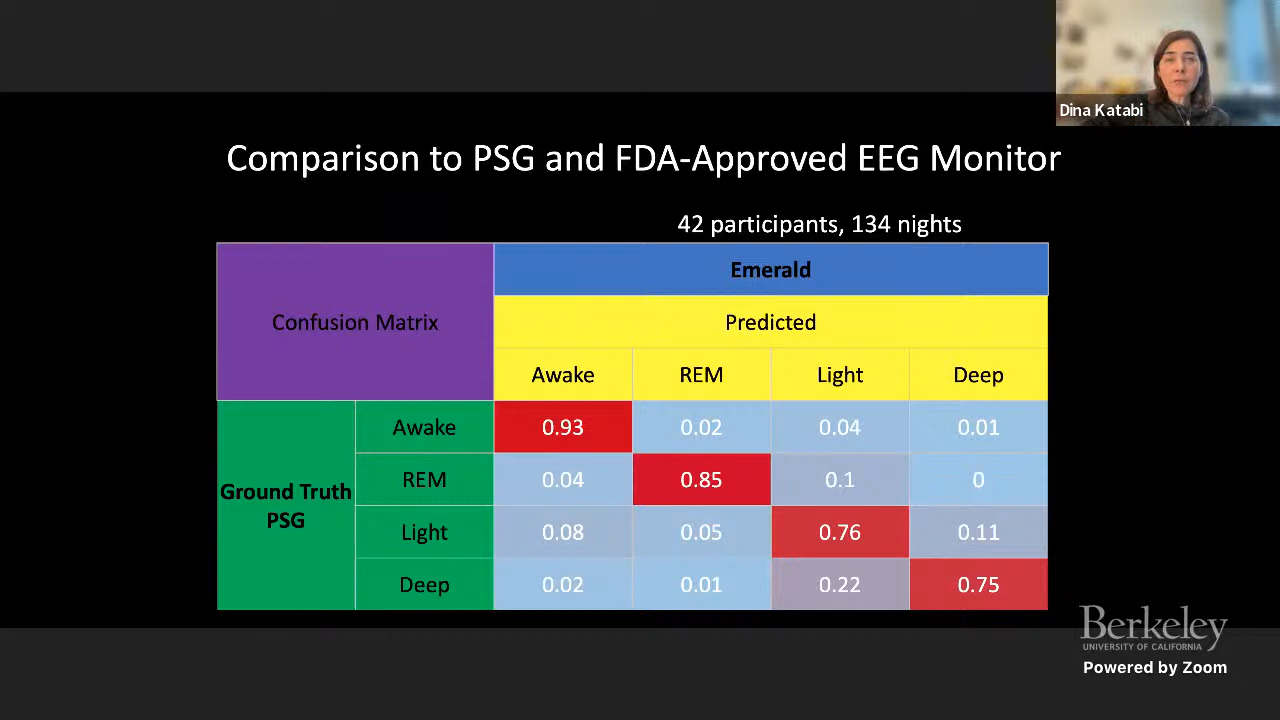 Dina Katabi
Comparison to PSG and FDA-Approved EEG Monitor
42 participants, 134 nights
Confusion Matrix
Emerald
Predicted
Awake REM Light Deep
Ground Truth
PSG
Awake 0.93 0.02 0.04 0.01
REM 0.04 0.85 0.1 0
Light 0.08 0.05 0.76 0.11
Deep 0.02 0.01 0.22 0.75
Berkeley
UNIVERSITY OF CALIFORNIA
Powered by Zoom